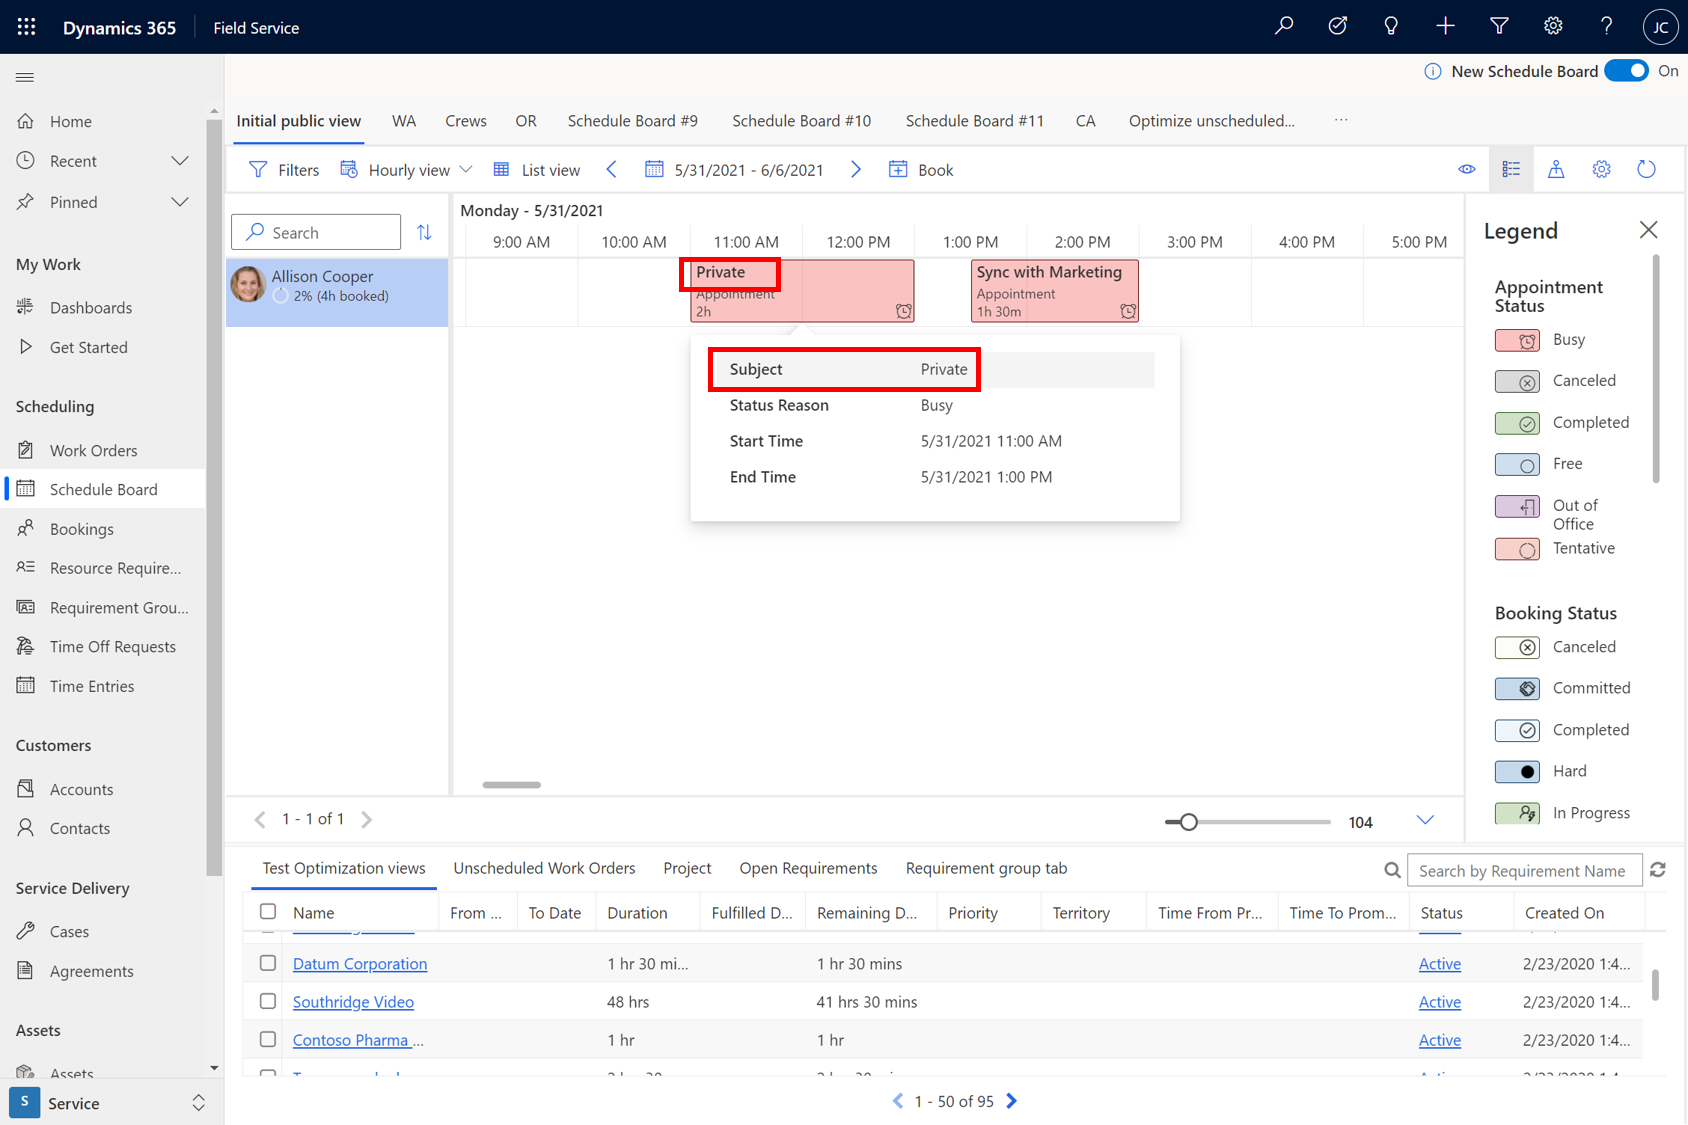 Dynamics 365
Field Service
JC
New Schedule Board
On
Home
Recent
Pinned
My Work
Dashboards
Get Started
Scheduling
Work Orders
Schedule Board
Bookings
Resource Require...
Requirement Grou...
Time Off Requests
Time Entries
Customers
Accounts
Contacts
Service Delivery
Cases
Agreements
Assets
Assets
S
Service
Initial public view
WA
Crews
OR
Schedule Board #9
Schedule Board #10
Schedule Board #11
CA
Optimize unscheduled...
...
Filters
Hourly view
List view
5/31/2021 - 6/6/2021
Book
Search
Monday - 5/31/2021
9:00 AM
10:00 AM
11:00 AM
12:00 PM
1:00 PM
2:00 PM
3:00 PM
4:00 PM
5:00 PM
Allison Cooper
2% (4h booked)
Private
Appointment
2h
Sync with Marketing
Appointment
1h 30m
Subject Private
Status Reason Busy
Start Time 5/31/2021 11:00 AM
End Time 5/31/2021 1:00 PM
Legend
Appointment
Status
Busy
Canceled
Completed
Free
Out of
Office
Tentative
Booking Status
Canceled
Committed
Completed
Hard
In Progress
1 - 1 of 1
104
Test Optimization views
Unscheduled Work Orders
Project
Open Requirements
Requirement group tab
Search by Requirement Name
Name
From ...
To Date
Duration
Fulfilled D...
Remaining D...
Priority
Territory
Time From Pr...
Time To Prom...
Status
Created On
Datum Corporation 1 hr 30 mi... 1 hr 30 mins Active 2/23/2020 1:4...
Southridge Video 48 hrs 41 hrs 30 mins Active 2/23/2020 1:4...
Contoso Pharma ... 1 hr 1 hr Active 2/23/2020 1:4...
1 - 50 of 95